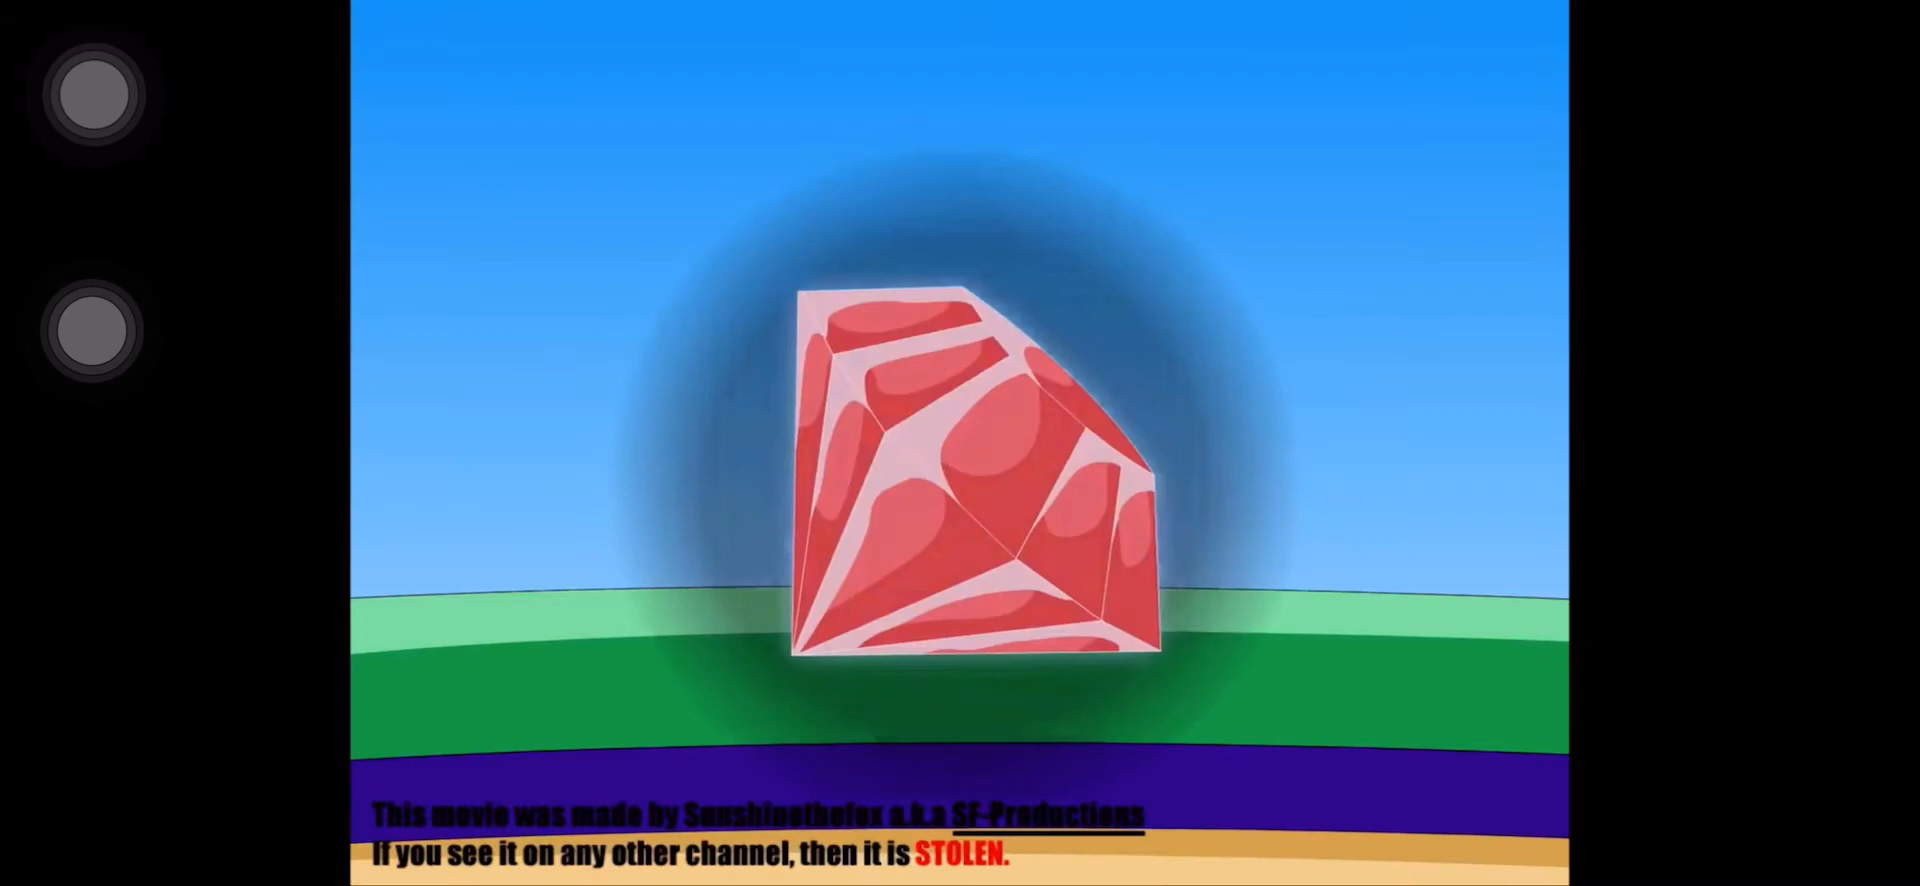 This movie was made by Sunshinethefox a.k.a SF-Productions
If you see it on any other channel, then it is STOLEN.